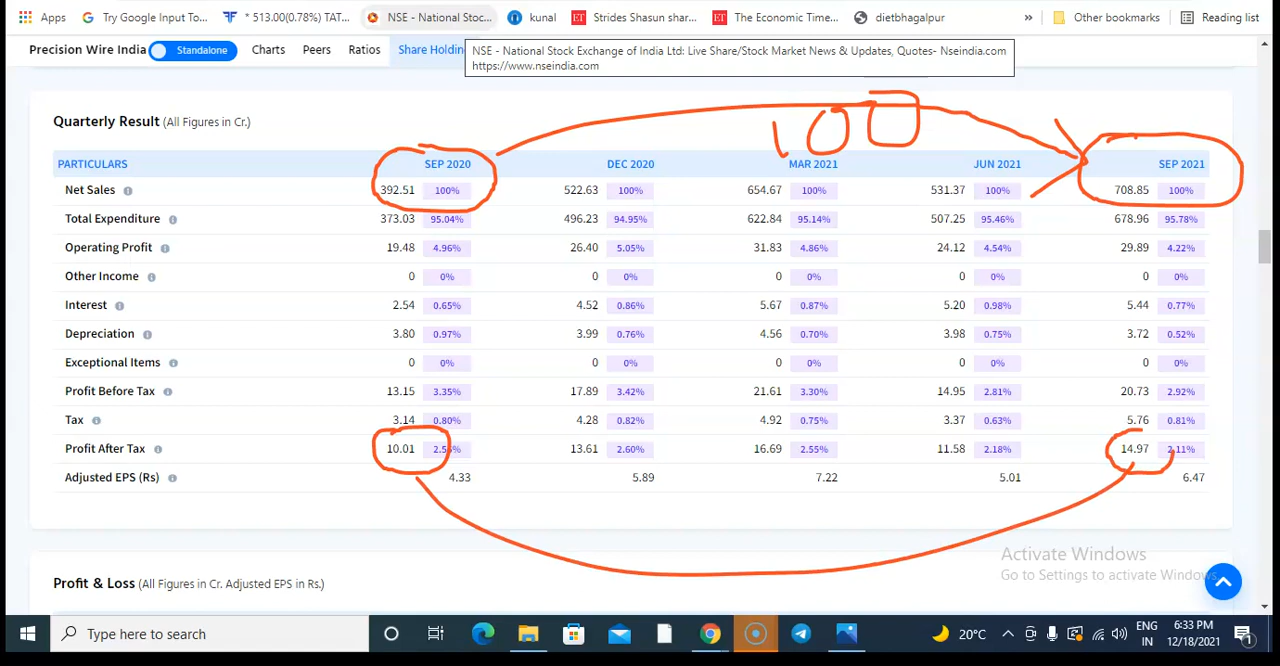 Apps Try Google Input To... * 513.00(0.78%) TAT... NSE - National Stoc... kunal Strides Shasun shar... The Economic Time... dietbhagalpur » Other bookmarks Reading list
Precision Wire India Standalone Charts Peers Ratios Share Holdin
NSE - National Stock Exchange of India Ltd: Live Share/Stock Market News & Updates, Quotes- Nseindia.com
https://www.nseindia.com
100
Quarterly Result (All Figures in Cr.)
PARTICULARS SEP 2020 DEC 2020 MAR 2021 JUN 2021 SEP 2021
Net Sales 392.51 100% 522.63 100% 654.67 100% 531.37 100% 708.85 100%
Total Expenditure 373.03 95.04% 496.23 94.95% 622.84 95.14% 507.25 95.46% 678.96 95.78%
Operating Profit 19.48 4.96% 26.40 5.05% 31.83 4.86% 24.12 4.54% 29.89 4.22%
Other Income 0 0% 0 0% 0 0% 0 0% 0 0%
Interest 2.54 0.65% 4.52 0.86% 5.67 0.87% 5.20 0.98% 5.44 0.77%
Depreciation 3.80 0.97% 3.99 0.76% 4.56 0.70% 3.98 0.75% 3.72 0.52%
Exceptional Items 0 0% 0 0% 0 0% 0 0% 0 0%
Profit Before Tax 13.15 3.35% 17.89 3.42% 21.61 3.30% 14.95 2.81% 20.73 2.92%
Tax 3.14 0.80% 4.28 0.82% 4.92 0.75% 3.37 0.63% 5.76 0.81%
Profit After Tax 10.01 13.61 2.60% 16.69 2.55% 11.58 2.18% 14.97 2.11%
Adjusted EPS (Rs) 4.33 5.89 7.22 5.01 6.47
Activate Windows
Go to Settings to activate Windows.
Profit & Loss (All Figures in Cr. Adjusted EPS in Rs.)
Type here to search 20°C ENG 6:33 PM
IN 12/18/2021 1